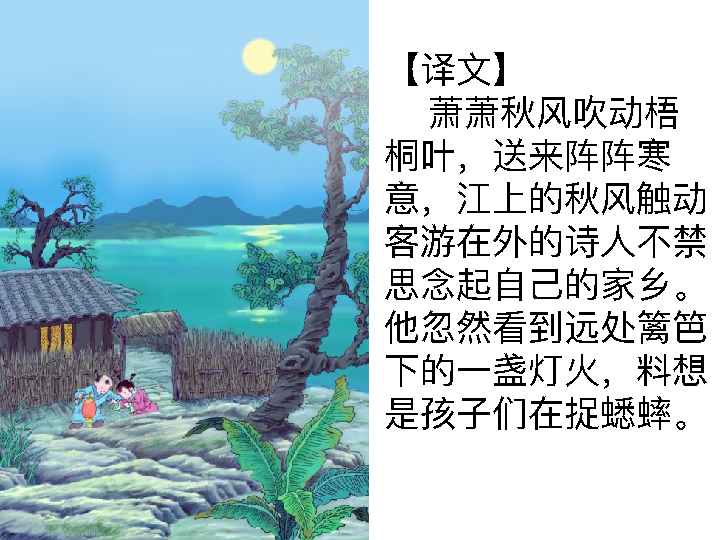 【译文】
萧萧秋风吹动梧
桐叶，送来阵阵寒
意，江上的秋风触动
客游在外的诗人不禁
思念起自己的家乡。
他忽然看到远处篱笆
下的一盏灯火，料想
是孩子们在捉蟋蟀。